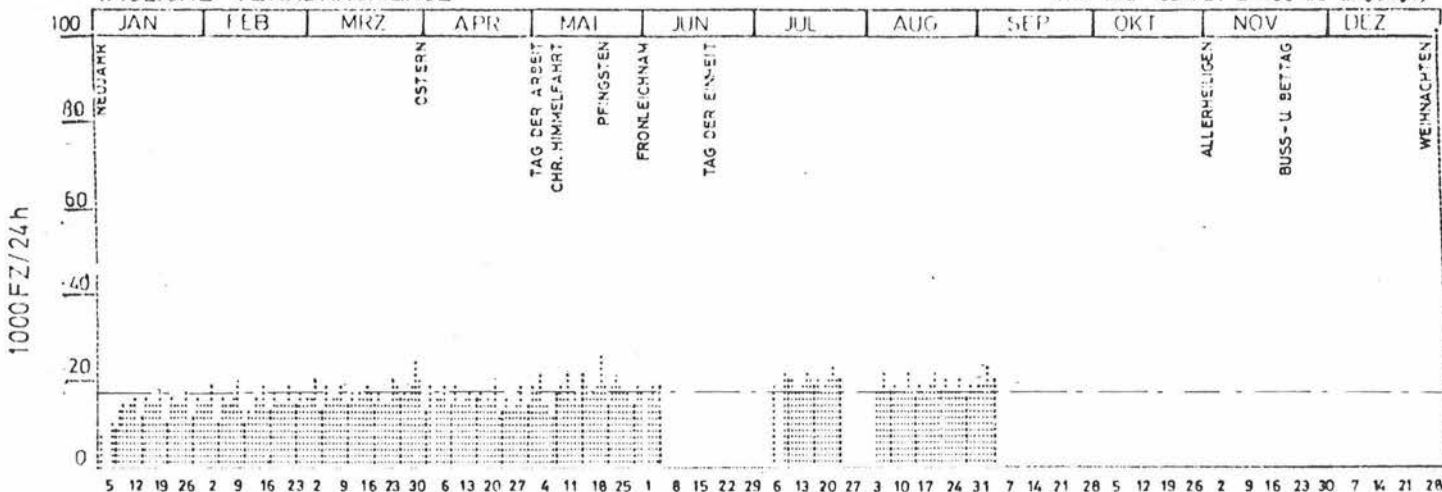 100 JAN FEB MRZ APR MAI JUN JUL AUG SEP OKT NOV DEZ
NEUJAHR
OSTERN
TAG DER ARBEIT
CHR. HIMMELFAHRT
PFINGSTEN
FRONLEICHNAM
TAG DER EINHEIT
ALLERHEILIGEN
BUSS- U. BETTAG
WEIHNACHTEN
80
60
40
20
0
1000 FZ/24h
5 12 19 26 2 9 16 23 2 9 16 23 30 6 13 20 27 4 11 18 25 1 8 15 22 29 6 13 20 27 3 10 17 24 31 7 14 21 28 5 12 19 26 2 9 16 23 30 7 14 21 28